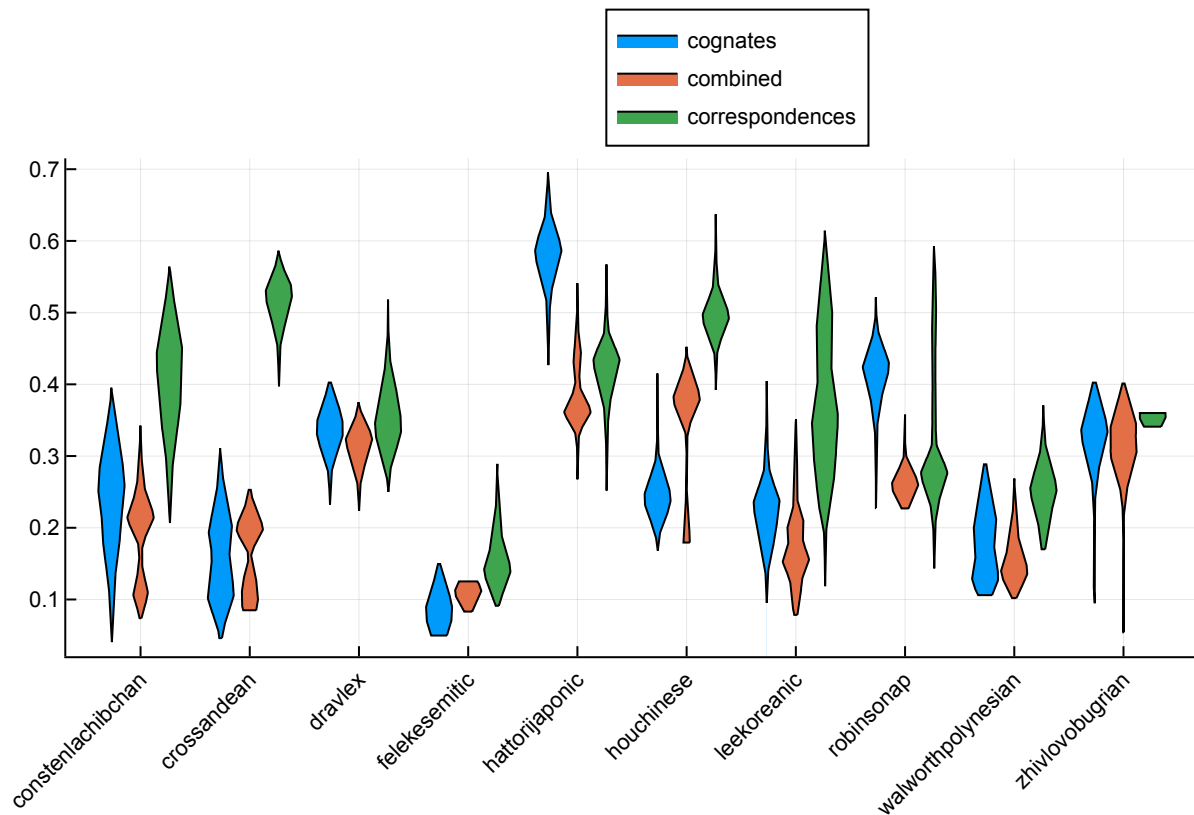 cognates
combined
correspondences
0.7
0.6
0.5
0.4
0.3
0.2
0.1
constenlachibchan
crossandean
dravlex
felekesemitic
hattorijaponic
houchinese
leekoreanic
robinsonap
walworthpolynesian
zhivlovobugrian